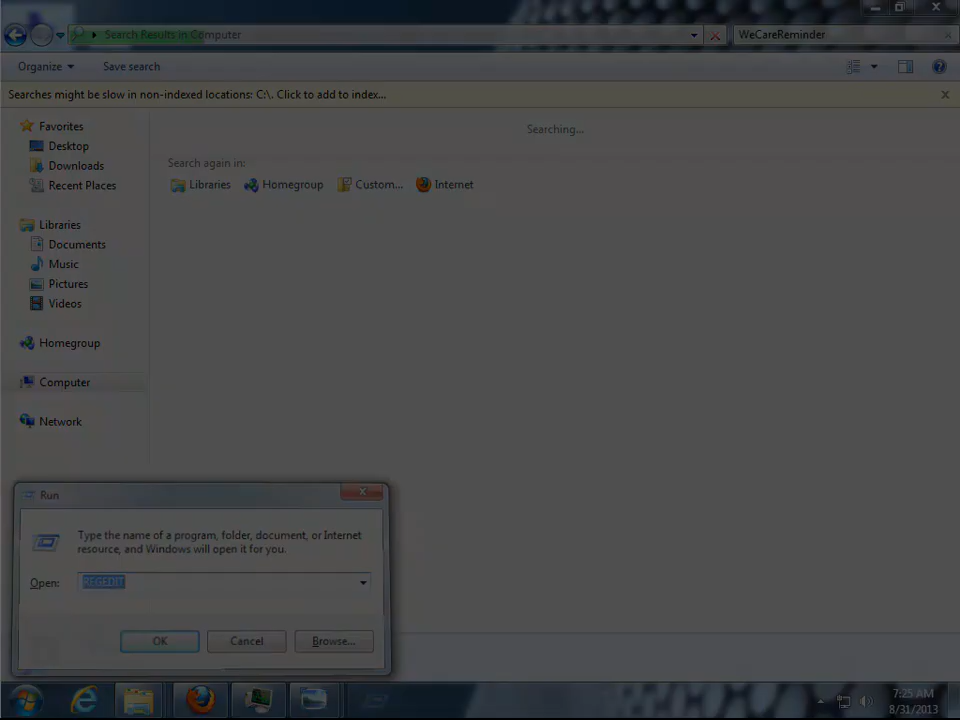 Search Results in Computer
WeCareReminder
Organize
Save search
Searches might be slow in non-indexed locations: C:\. Click to add to index...
Favorites
Desktop
Downloads
Recent Places
Libraries
Documents
Music
Pictures
Videos
Homegroup
Computer
Network
Searching...
Search again in:
Libraries
Homegroup
Custom...
Internet
Run
Type the name of a program, folder, document, or Internet
resource, and Windows will open it for you.
Open:
REGEDIT
OK
Cancel
Browse...
7:25 AM
8/31/2013